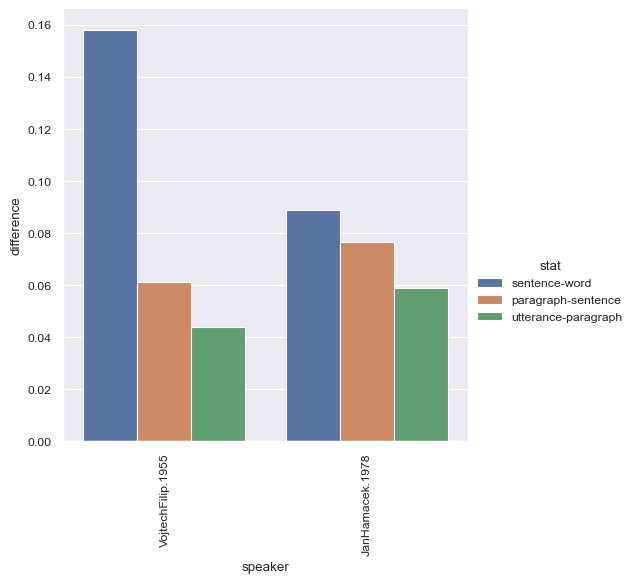 0.16
0.14
0.12
0.10
0.08
0.06
0.04
0.02
0.00
difference
VojtechFilip.1955
JanHamacek.1978
speaker
stat
sentence-word
paragraph-sentence
utterance-paragraph